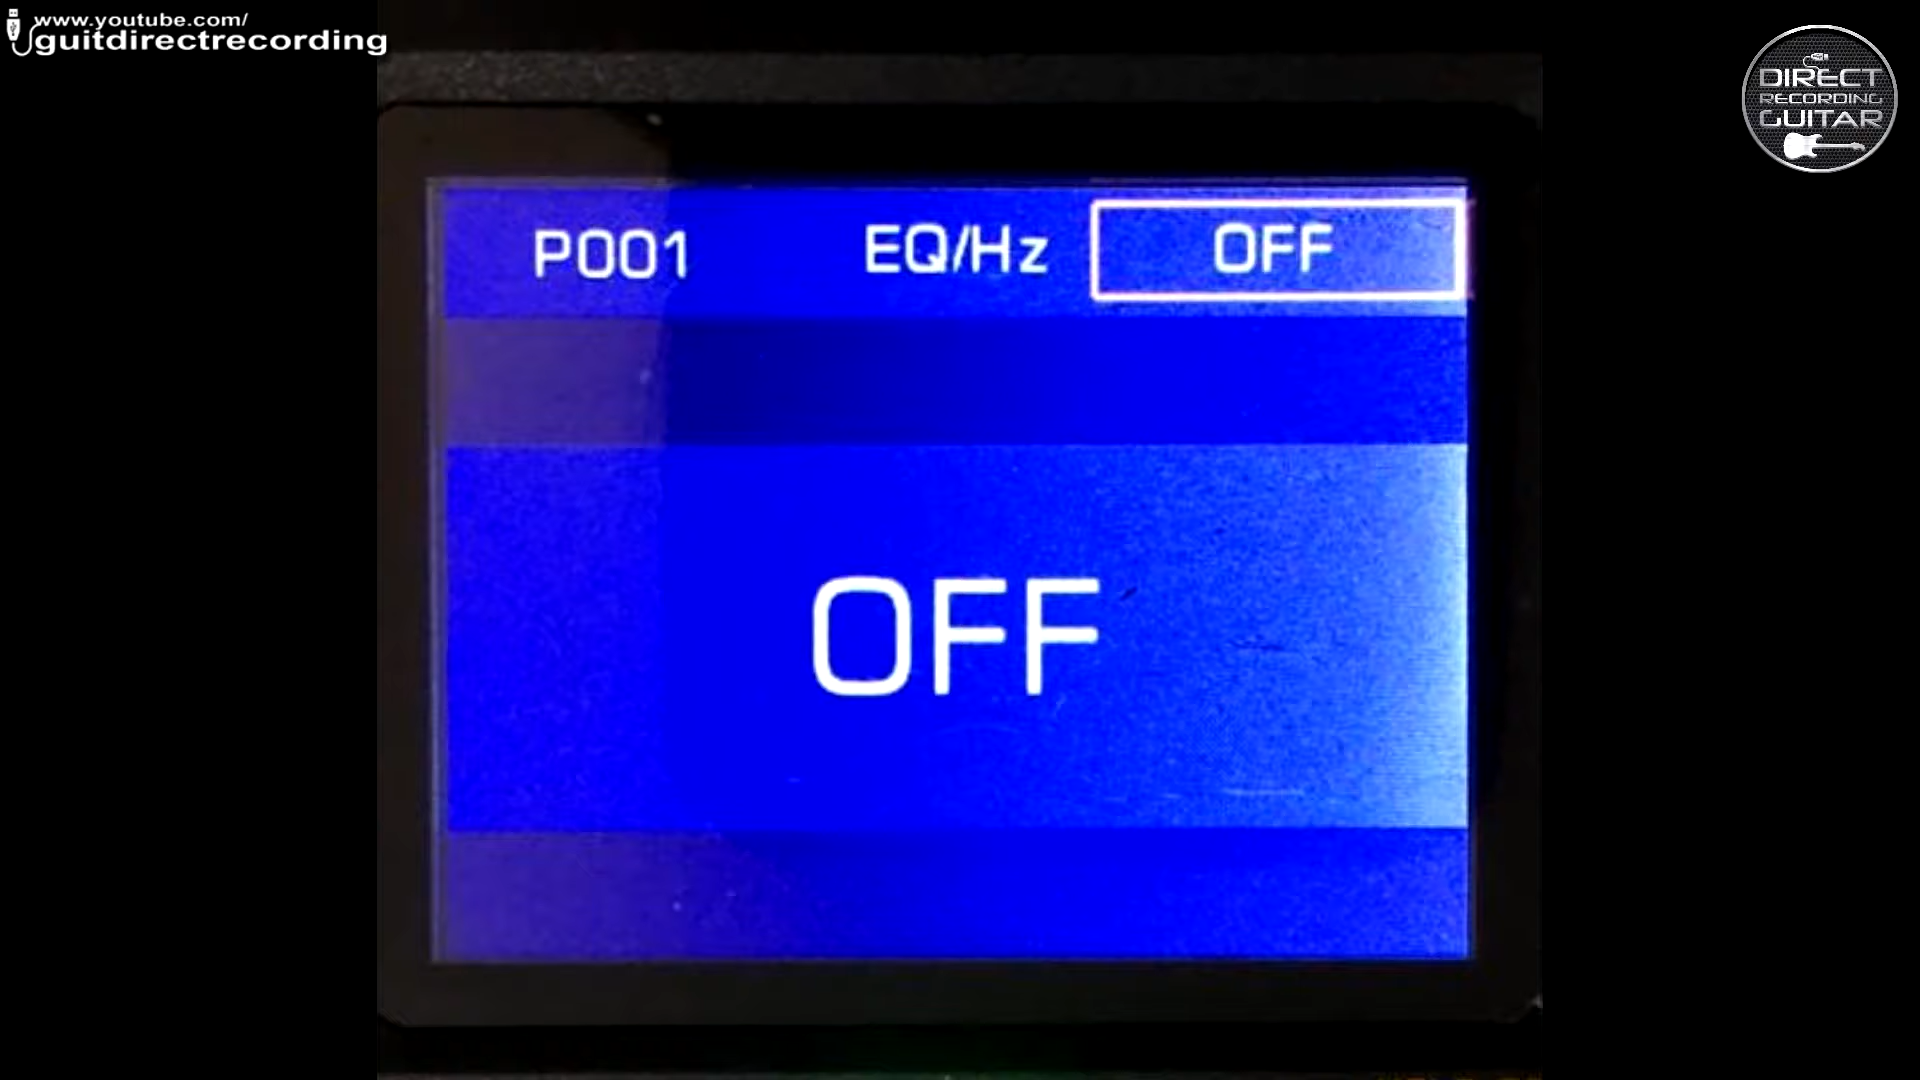 www.youtube.com/
guitdirectrecording
DIRECT
RECORDING
GUITAR
P001 EQ/Hz OFF
OFF